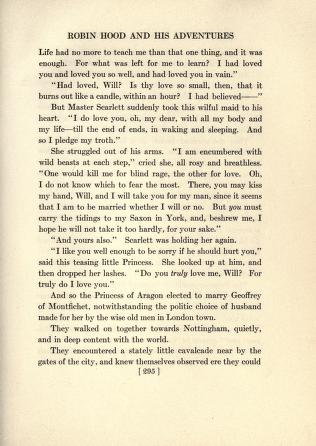 ROBIN HOOD AND HIS ADVENTURES
Life had no more to teach me than that one thing, and it was
enough. For what was left for me to learn? I had loved
you and loved you so well, and had loved you in vain."
"Had loved, Will? Is thy love so small, then, that it
burns out like a candle, within an hour? I had believed——"
But Master Scarlett suddenly took this wilful maid to his
heart. "I do love you, oh, my dear, with all my body and
my life—till the end of ends, in waking and sleeping. And
so I pledge my troth."
She struggled out of his arms. "I am encumbered with
wild beasts at each step," cried she, all rosy and breathless.
"One would kill me for blind rage, the other for love. Oh,
I do not know which to fear the most. There, you may kiss
my hand, Will, and I will take you for my man, since it seems
that I am to be married whether I will or no. But you must
carry the tidings to my Saxon in York, and, beshrew me, I
hope he will not take it too hardly, for your sake."
"And yours also." Scarlett was holding her again.
"I like you well enough to be sorry if he should hurt you,"
said this teasing little Princess. She looked up at him, and
then dropped her lashes. "Do you truly love me, Will? For
truly do I love you."
And so the Princess of Aragon elected to marry Geoffrey
of Montfichet, notwithstanding the politic choice of husband
made for her by the wise old men in London town.
They walked on together towards Nottingham, quietly,
and in deep content with the world.
They encountered a stately little cavalcade near by the
gates of the city, and knew themselves observed ere they could
[ 295 ]